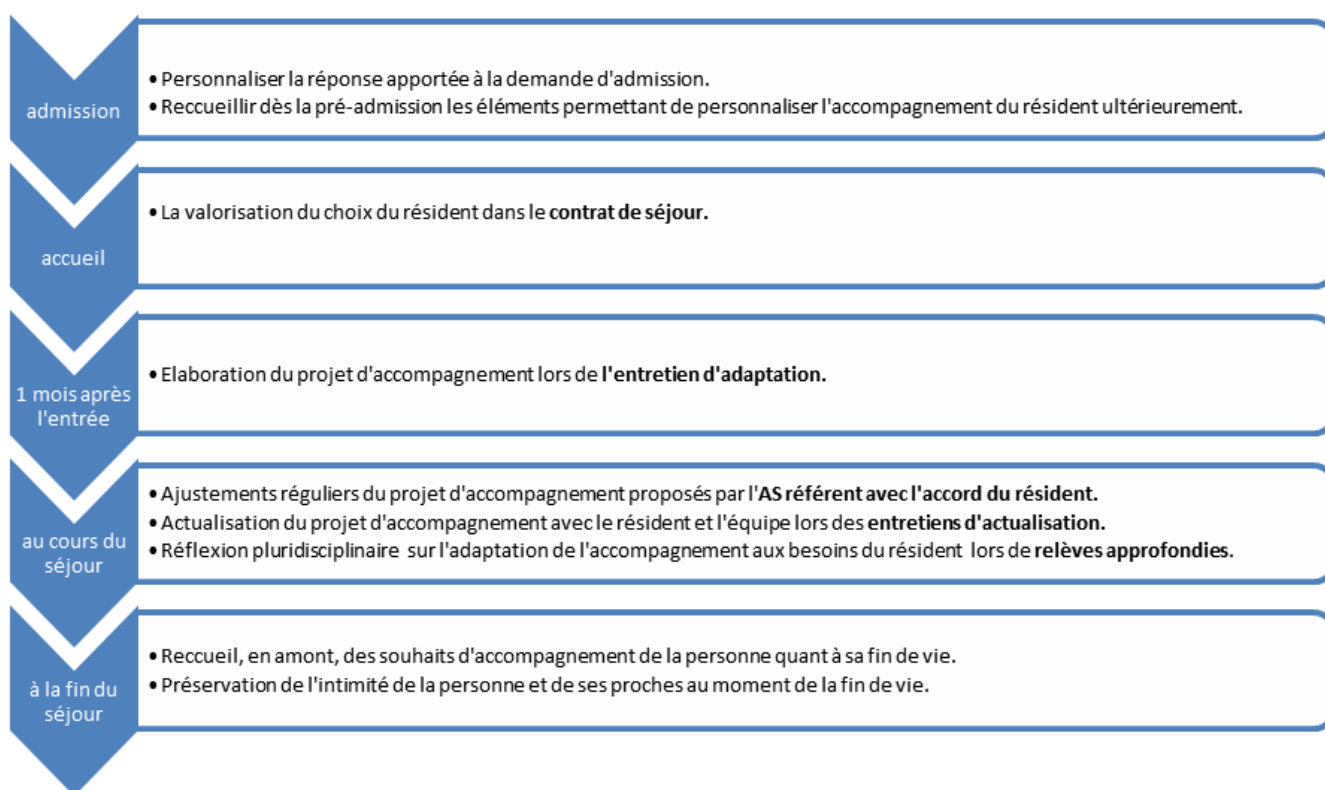 admission
• Personnaliser la réponse apportée à la demande d'admission.
• Reccueillir dès la pré-admission les éléments permettant de personnaliser l'accompagnement du résident ultérieurement.
accueil
• La valorisation du choix du résident dans le contrat de séjour.
1 mois après
l'entrée
• Elaboration du projet d'accompagnement lors de l'entretien d'adaptation.
au cours du
séjour
• Ajustements réguliers du projet d'accompagnement proposés par l'AS référent avec l'accord du résident.
• Actualisation du projet d'accompagnement avec le résident et l'équipe lors des entretiens d'actualisation.
• Réflexion pluridisciplinaire sur l'adaptation de l'accompagnement aux besoins du résident lors de relèves approfondies.
à la fin du
séjour
• Reccueil, en amont, des souhaits d'accompagnement de la personne quant à sa fin de vie.
• Préservation de l'intimité de la personne et de ses proches au moment de la fin de vie.